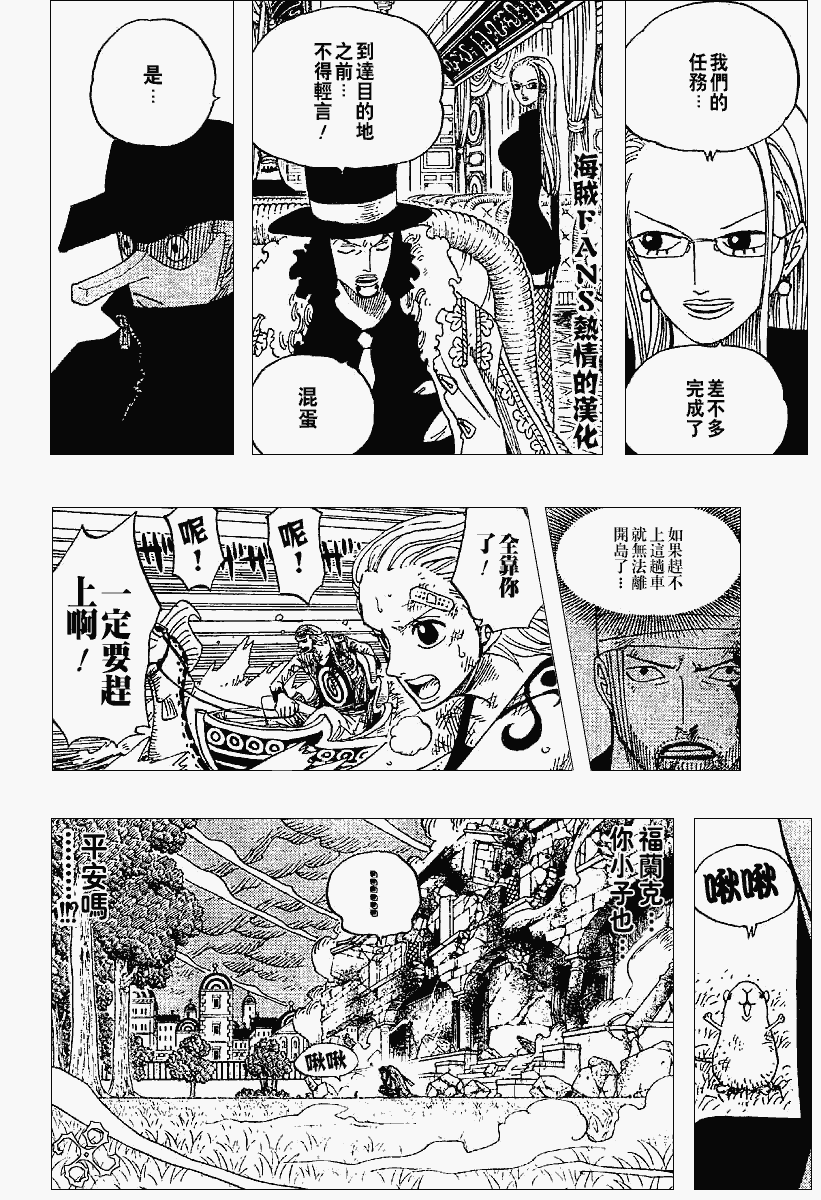 我們的
任務…
差不多
完成了
到達目的地
之前…
不得輕言！
混蛋
海賊FANS熱情的漢化
是…
如果趕不
上這趟車
就無法離
開島了…
全靠你
了！
呢！
呢！
一定要趕
上啊！
啾啾
福蘭克…
你小子也…
啾啾
平安嗎
…………!?